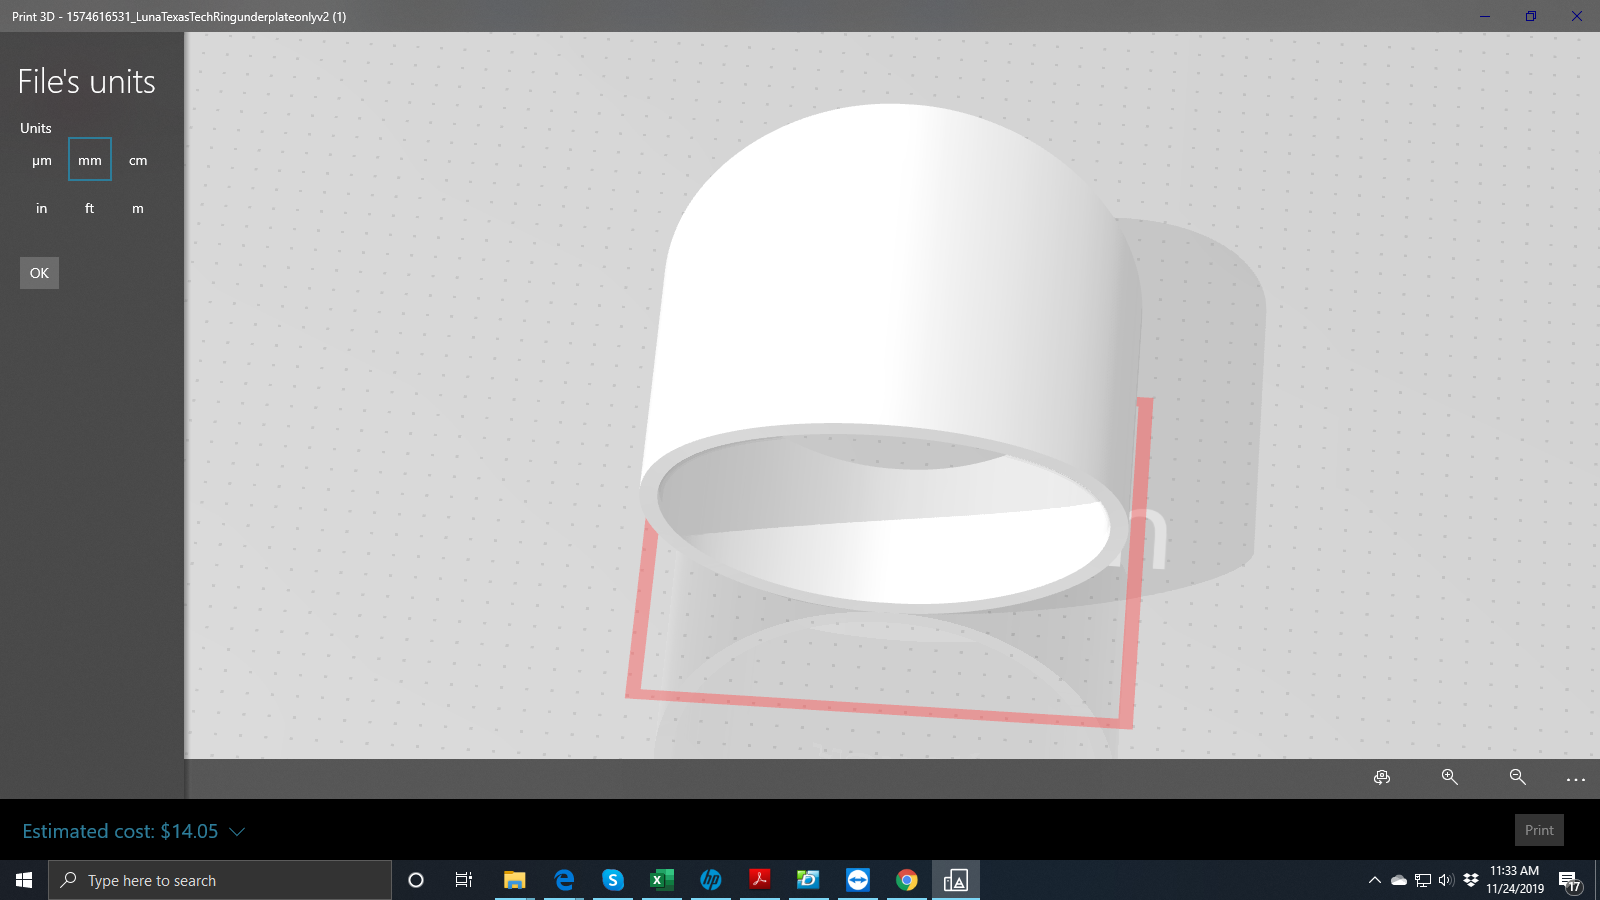 Print 3D - 1574616531_LunaTexasTechRingunderplateonlyv2 (1)
File's units
Units
µm mm cm
in ft m
OK
n
Estimated cost: $14.05
Print
Type here to search
11:33 AM
11/24/2019
17